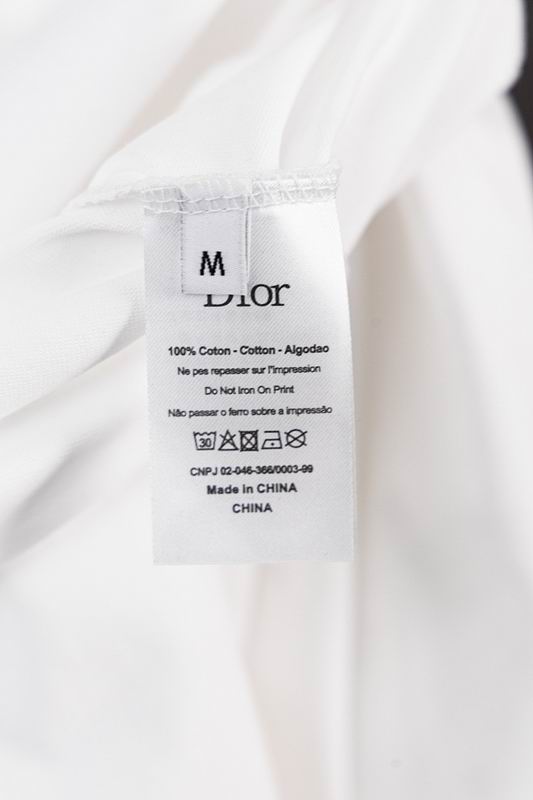 M
Dior
100% Coton - Cotton - Algodao
Ne pes repasser sur l'impression
Do Not Iron On Print
Não passar o ferro sobre a impressão
30
CNPJ 02-046-366/0003-99
Made in CHINA
CHINA